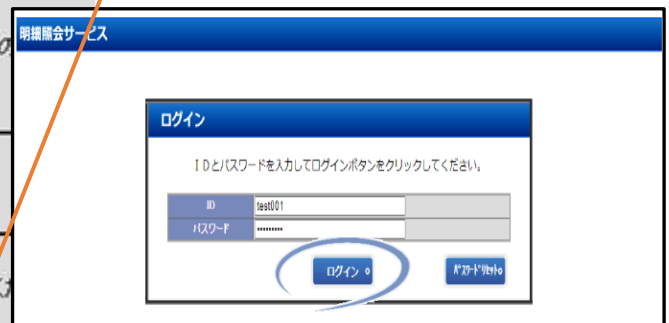 明細照会サービス
ログイン
ＩＤとパスワードを入力してログインボタンをクリックしてください。
ID test001
パスワード •••••••••
ログイン
ﾊﾟｽﾜｰﾄﾞﾘｾｯﾄ
の